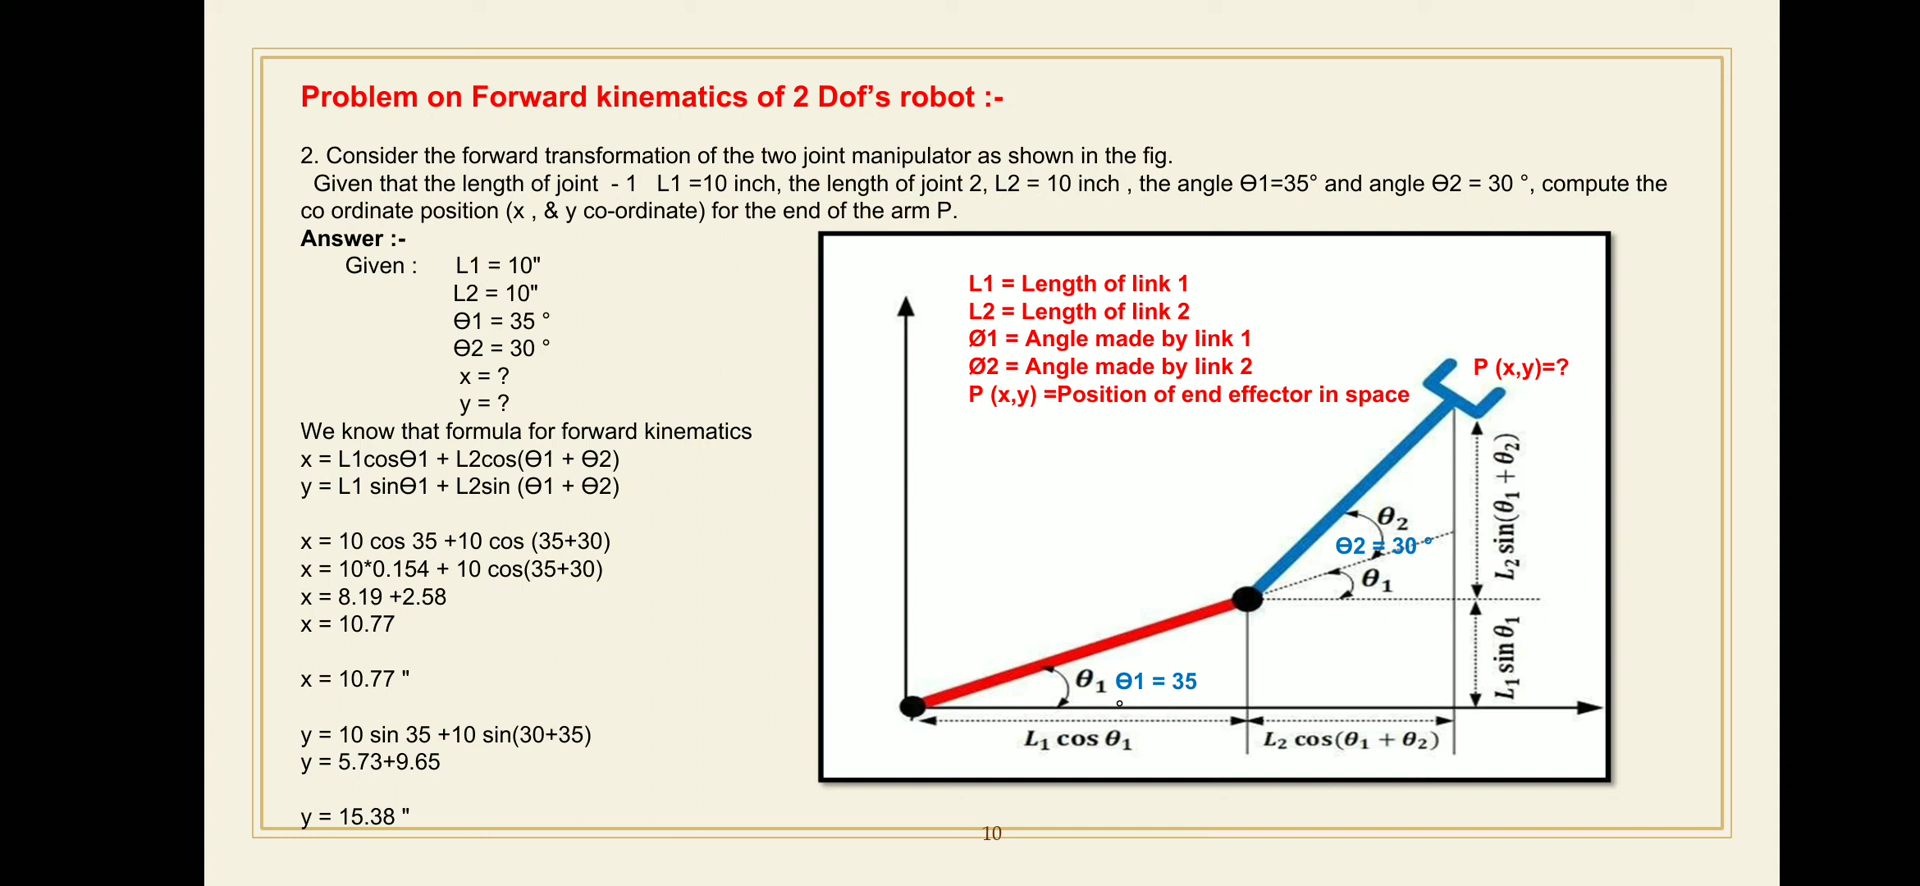 Problem on Forward kinematics of 2 Dof’s robot :-
2. Consider the forward transformation of the two joint manipulator as shown in the fig.
Given that the length of joint - 1 L1 =10 inch, the length of joint 2, L2 = 10 inch , the angle Ө1=35° and angle Ө2 = 30 °, compute the
co ordinate position (x , & y co-ordinate) for the end of the arm P.
Answer :-
Given : L1 = 10"
L2 = 10"
Ө1 = 35 °
Ө2 = 30 °
x = ?
y = ?
We know that formula for forward kinematics
x = L1cosӨ1 + L2cos(Ө1 + Ө2)
y = L1 sinӨ1 + L2sin (Ө1 + Ө2)
x = 10 cos 35 +10 cos (35+30)
x = 10*0.154 + 10 cos(35+30)
x = 8.19 +2.58
x = 10.77
x = 10.77 "
y = 10 sin 35 +10 sin(30+35)
y = 5.73+9.65
y = 15.38 "
L1 = Length of link 1
L2 = Length of link 2
Ø1 = Angle made by link 1
Ø2 = Angle made by link 2
P (x,y) =Position of end effector in space
P (x,y)=?
θ₂
Ө2 = 30 °
θ₁
L₂ sin(θ₁ + θ₂)
L₁ sin θ₁
θ₁ Ө1 = 35
°
L₁ cos θ₁
L₂ cos(θ₁ + θ₂)
10